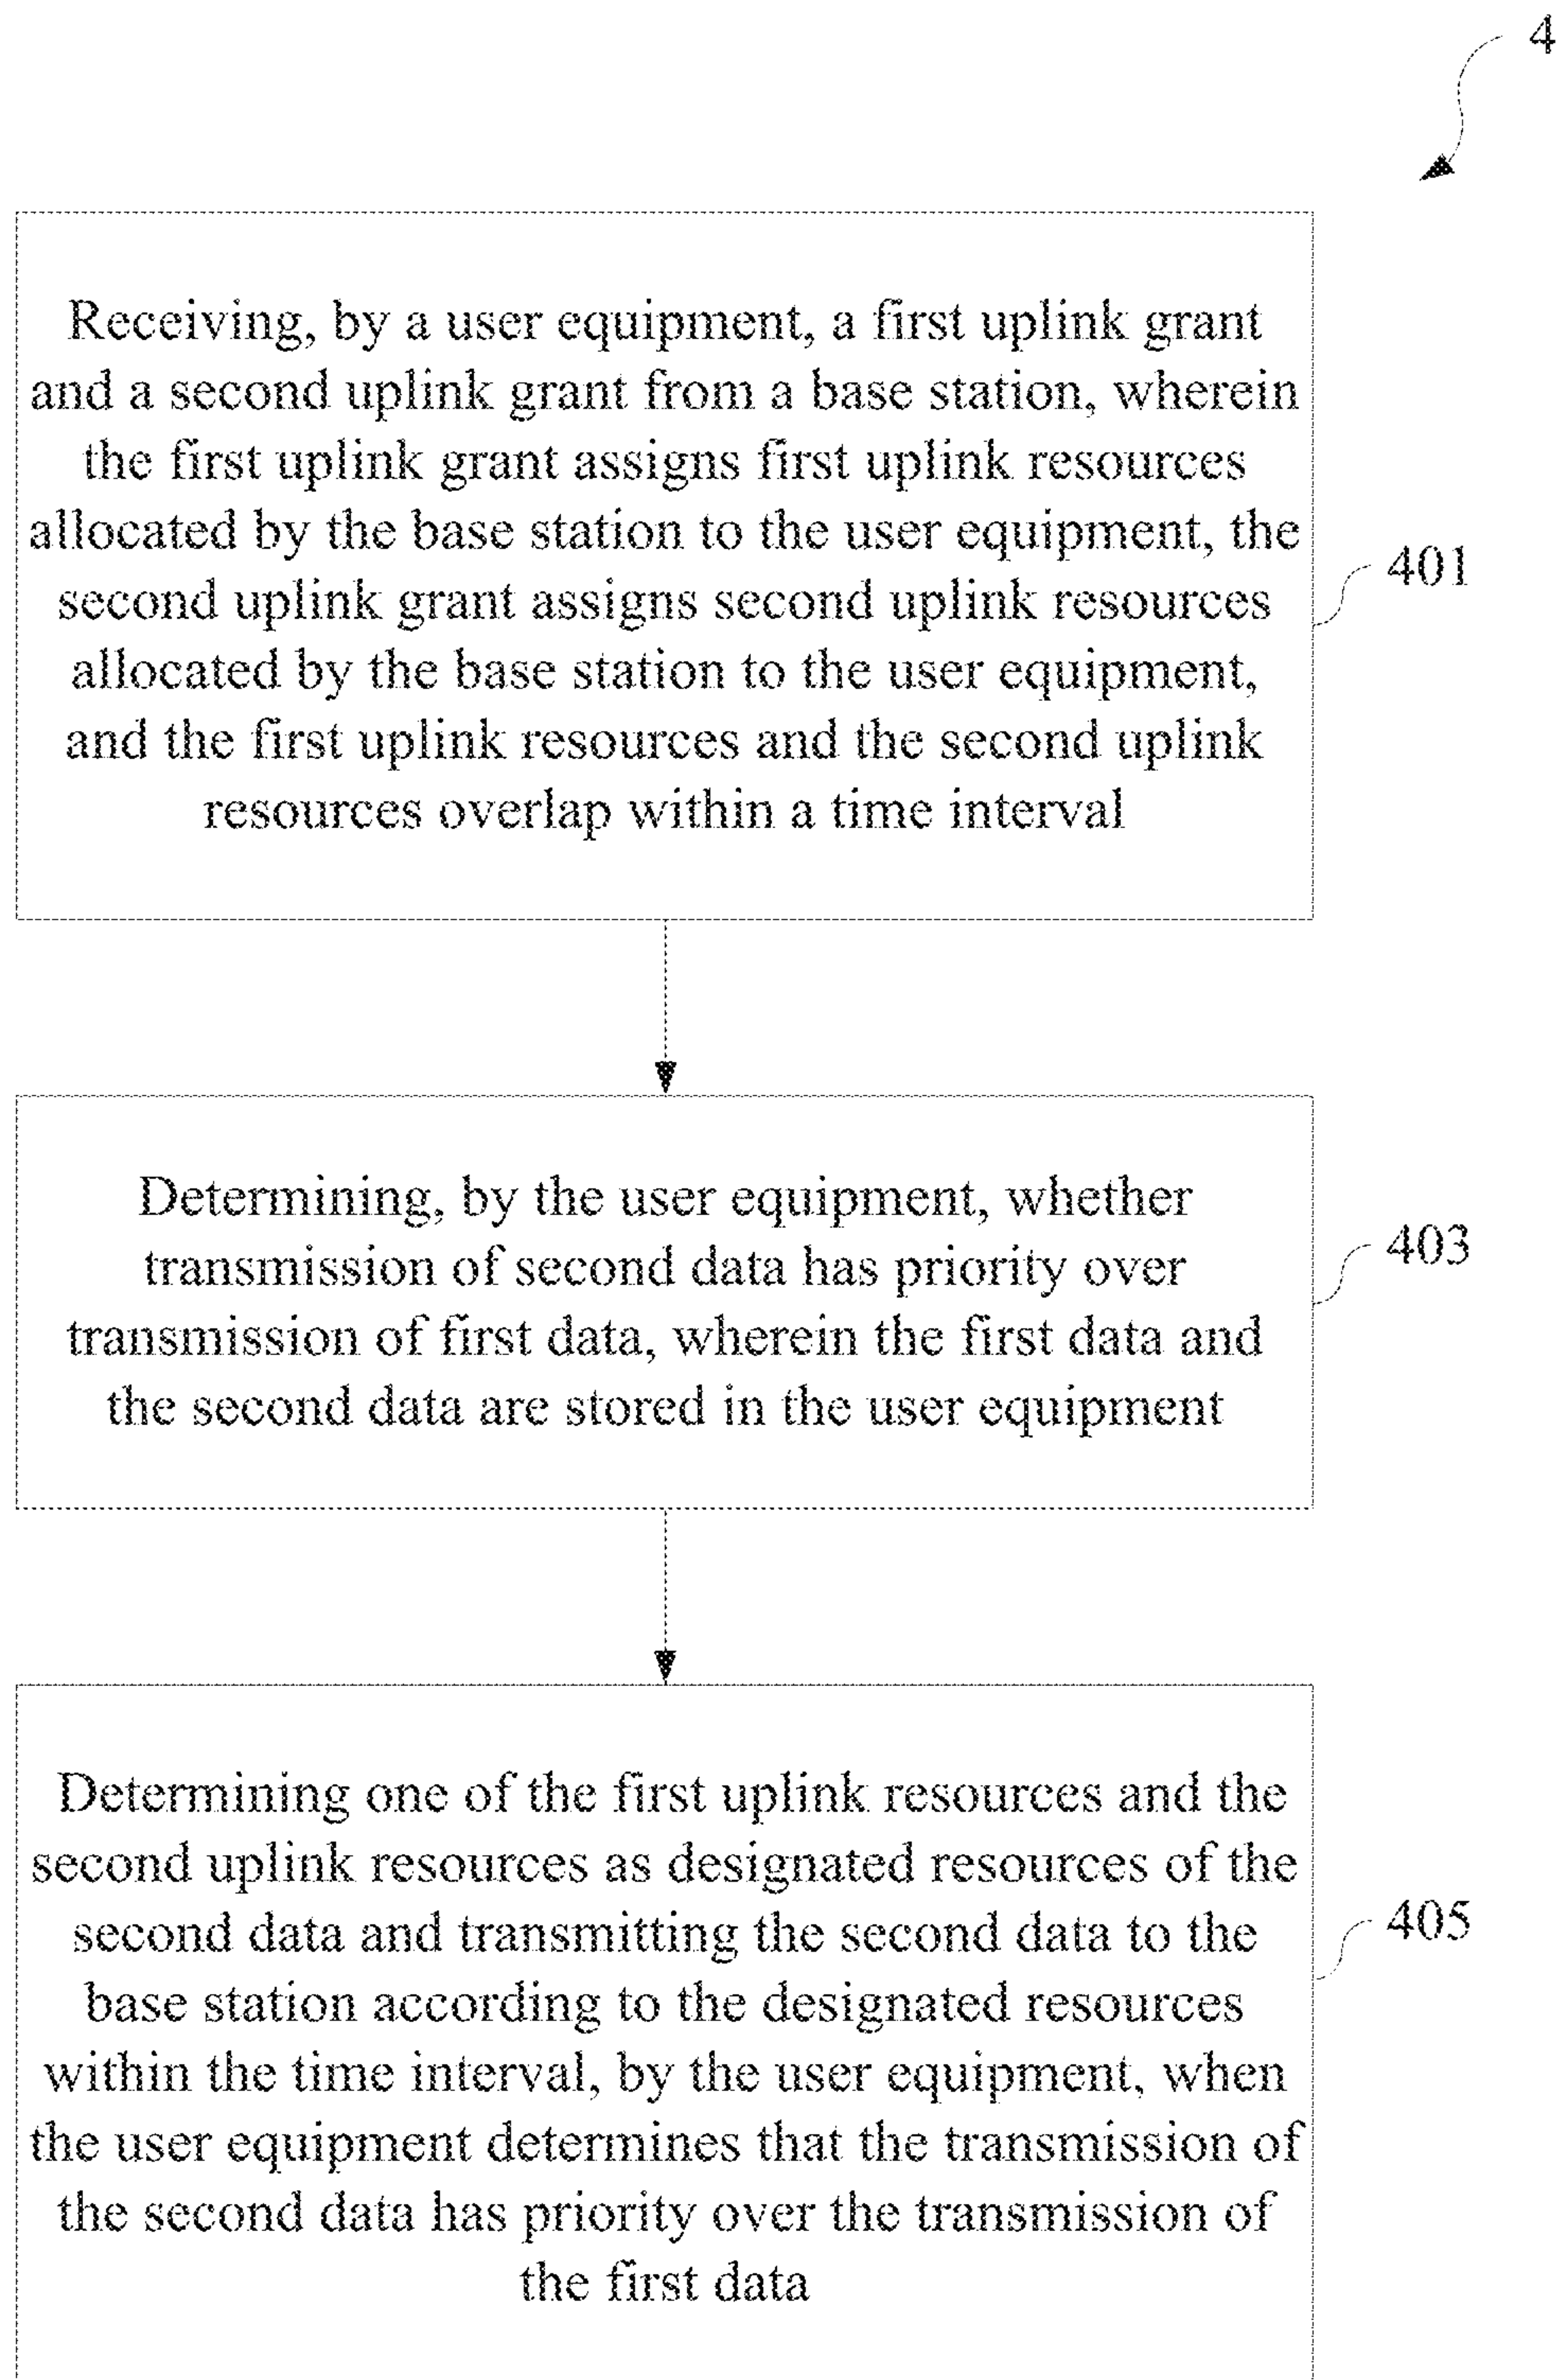 4
Receiving, by a user equipment, a first uplink grant
and a second uplink grant from a base station, wherein
the first uplink grant assigns first uplink resources
allocated by the base station to the user equipment, the
second uplink grant assigns second uplink resources
allocated by the base station to the user equipment,
and the first uplink resources and the second uplink
resources overlap within a time interval
401
Determining, by the user equipment, whether
transmission of second data has priority over
transmission of first data, wherein the first data and
the second data are stored in the user equipment
403
Determining one of the first uplink resources and the
second uplink resources as designated resources of the
second data and transmitting the second data to the
base station according to the designated resources
within the time interval, by the user equipment, when
the user equipment determines that the transmission of
the second data has priority over the transmission of
the first data
405